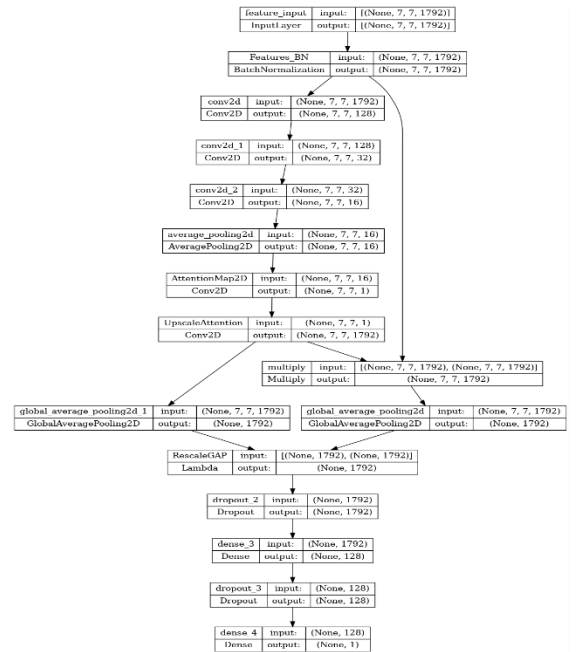 feature_input input: [(None, 7, 7, 1792)]
InputLayer output: [(None, 7, 7, 1792)]
Features_BN input: (None, 7, 7, 1792)
BatchNormalization output: (None, 7, 7, 1792)
conv2d input: (None, 7, 7, 1792)
Conv2D output: (None, 7, 7, 128)
conv2d_1 input: (None, 7, 7, 128)
Conv2D output: (None, 7, 7, 32)
conv2d_2 input: (None, 7, 7, 32)
Conv2D output: (None, 7, 7, 16)
average_pooling2d input: (None, 7, 7, 16)
AveragePooling2D output: (None, 7, 7, 16)
AttentionMap2D input: (None, 7, 7, 16)
Conv2D output: (None, 7, 7, 1)
UpscaleAttention input: (None, 7, 7, 1)
Conv2D output: (None, 7, 7, 1792)
multiply input: [(None, 7, 7, 1792), (None, 7, 7, 1792)]
Multiply output: (None, 7, 7, 1792)
global_average_pooling2d_1 input: (None, 7, 7, 1792)
GlobalAveragePooling2D output: (None, 1792)
global_average_pooling2d input: (None, 7, 7, 1792)
GlobalAveragePooling2D output: (None, 1792)
RescaleGAP input: [(None, 1792), (None, 1792)]
Lambda output: (None, 1792)
dropout_2 input: (None, 1792)
Dropout output: (None, 1792)
dense_3 input: (None, 1792)
Dense output: (None, 128)
dropout_3 input: (None, 128)
Dropout output: (None, 128)
dense_4 input: (None, 128)
Dense output: (None, 1)